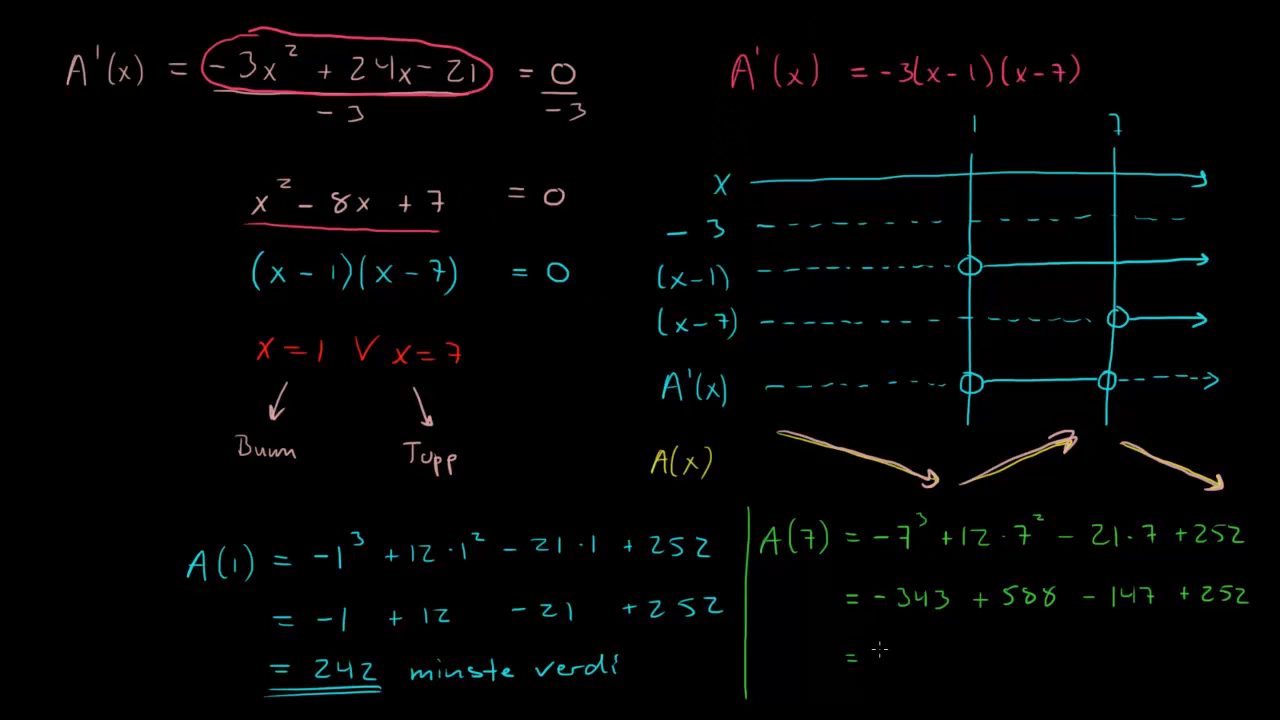 A'(x) = -3x² + 24x - 21 = 0
-3 -3
x² - 8x + 7 = 0
(x - 1)(x - 7) = 0
x = 1 V x = 7
Bunn Topp
A'(x) = -3(x-1)(x-7)
1 7
x
- 3
(x-1)
(x-7)
A'(x)
A(x)
A(1) = -1³ + 12 · 1² - 21 · 1 + 252
= -1 + 12 - 21 + 252
= 242 minste verdi
A(7) = -7³ + 12 · 7² - 21 · 7 + 252
= - 343 + 588 - 147 + 252
=